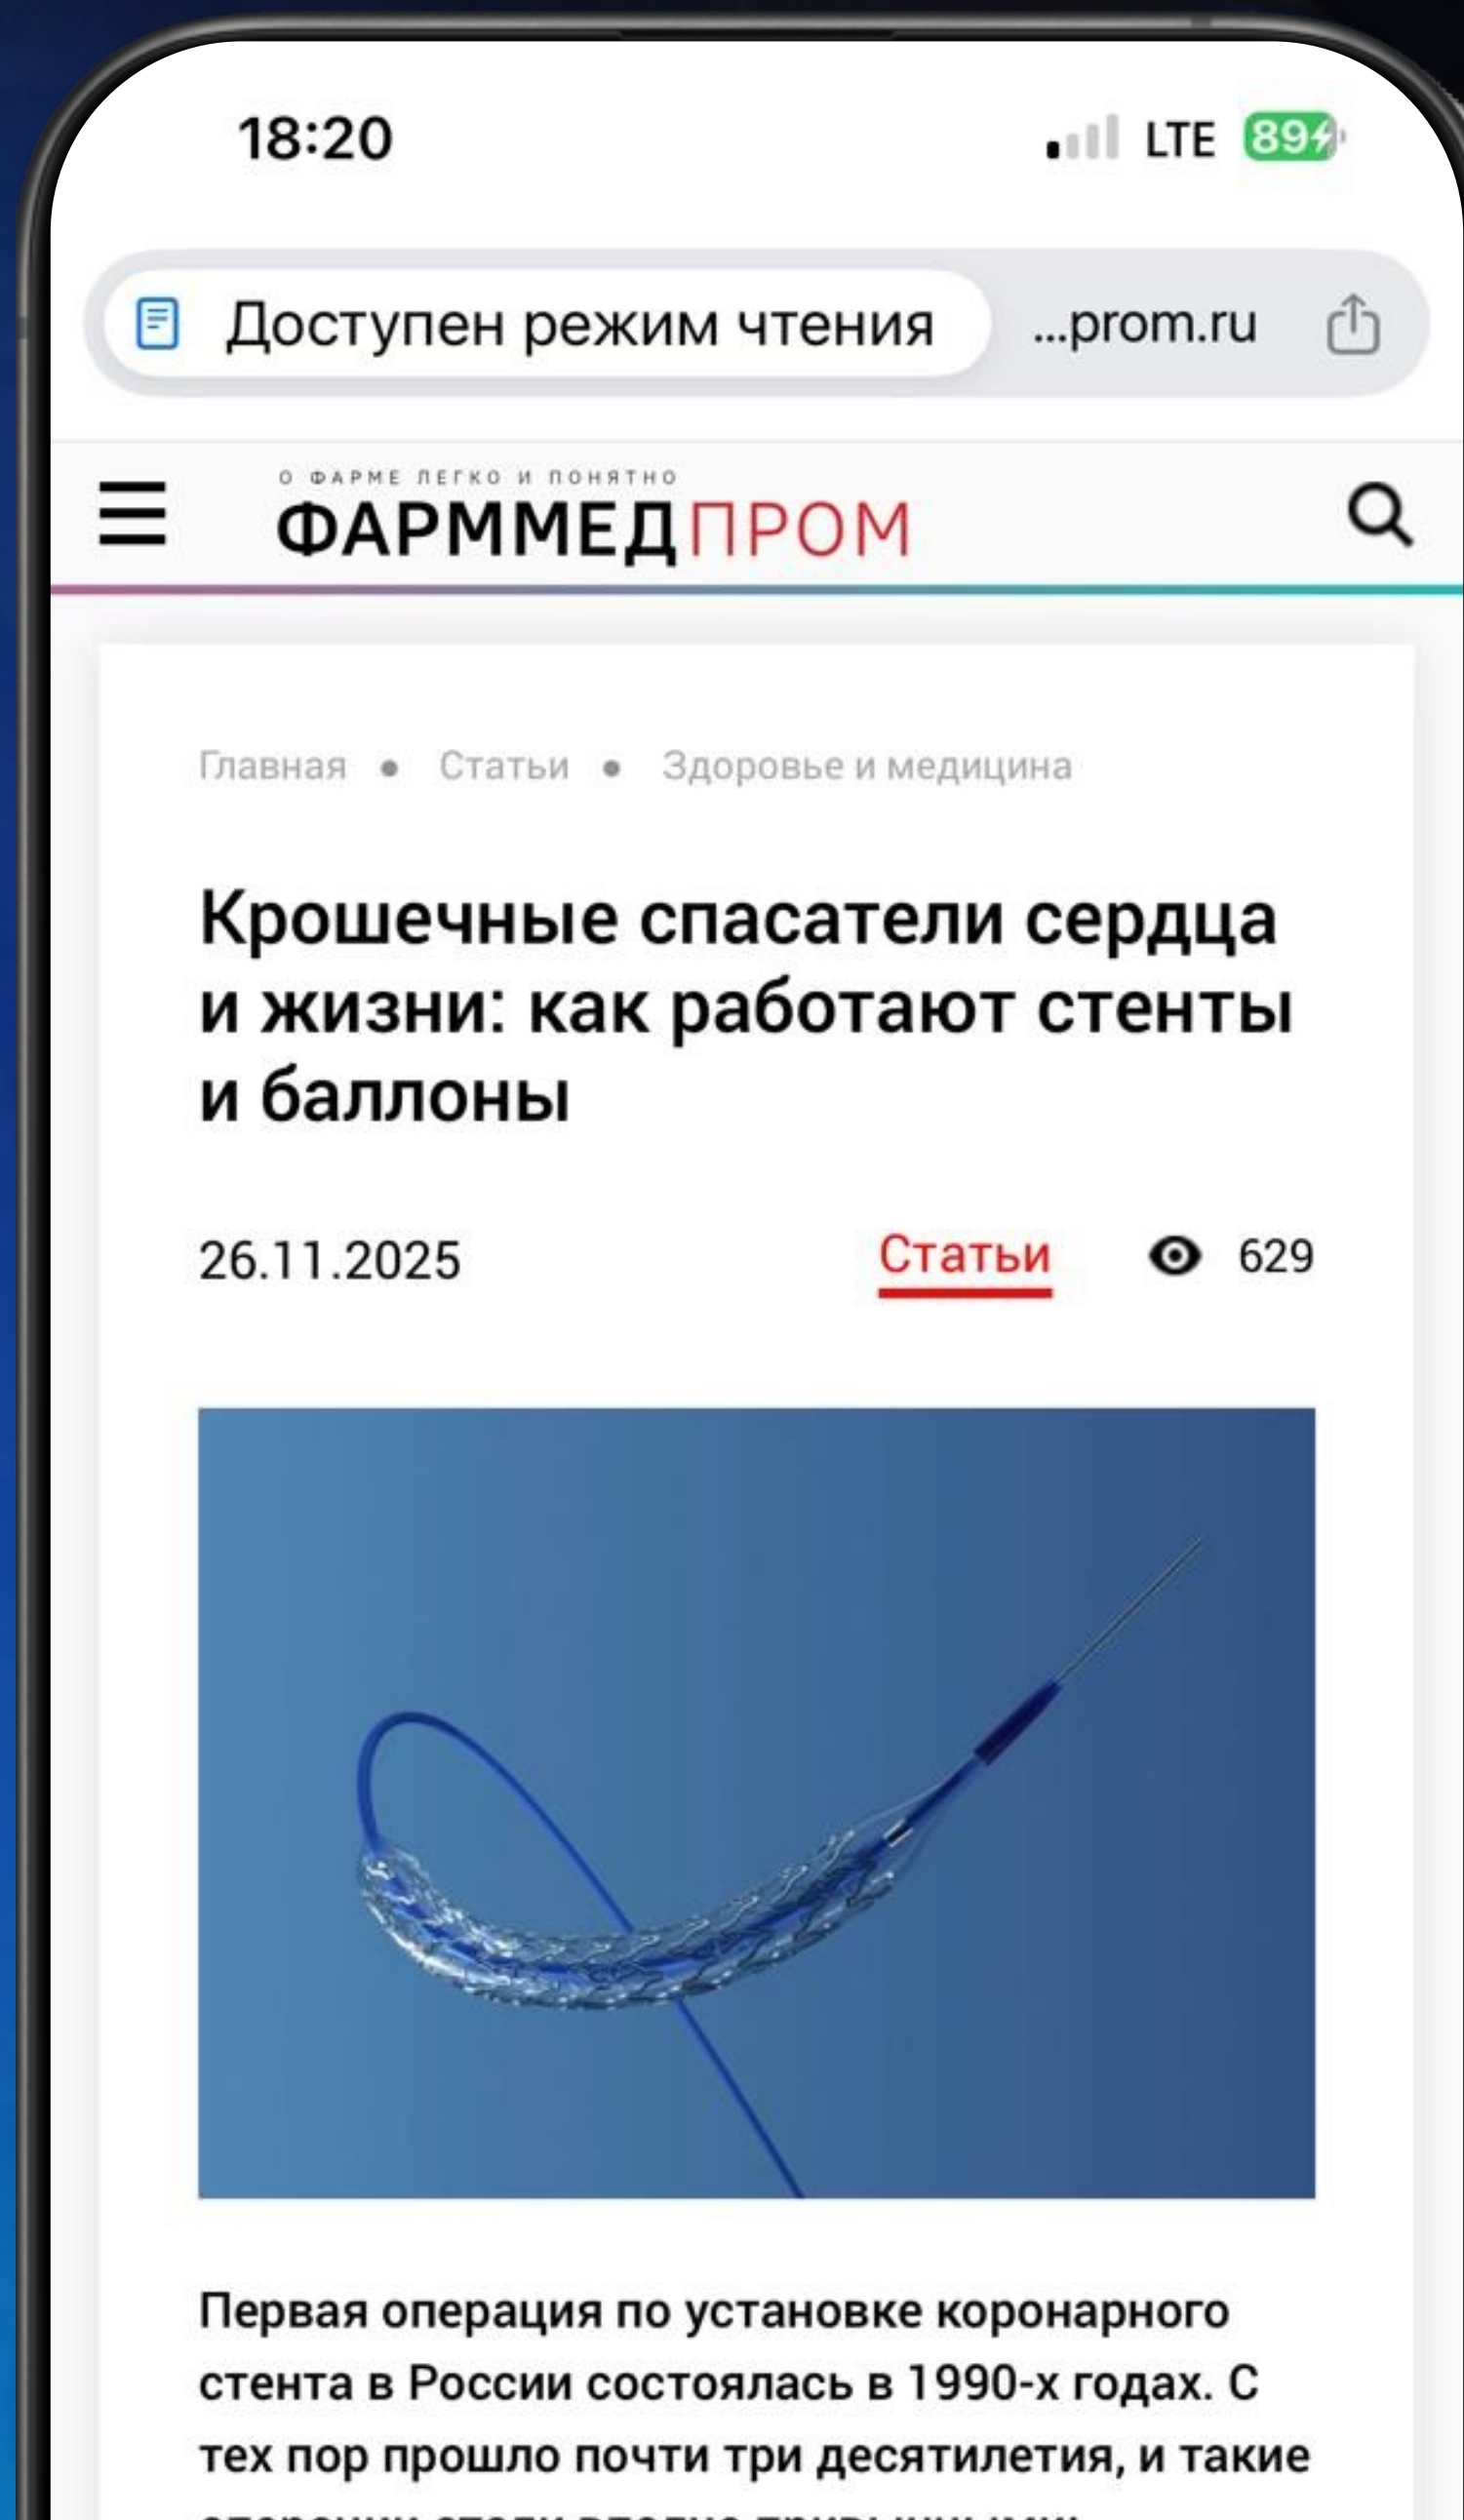 18:20
LTE
89
Доступен режим чтения
...prom.ru
О ФАРМЕ ЛЕГКО И ПОНЯТНО
ФАРММЕДПРОМ
Главная • Статьи • Здоровье и медицина
Крошечные спасатели сердца
и жизни: как работают стенты
и баллоны
26.11.2025
Статьи
629
Первая операция по установке коронарного
стента в России состоялась в 1990-х годах. С
тех пор прошло почти три десятилетия, и такие